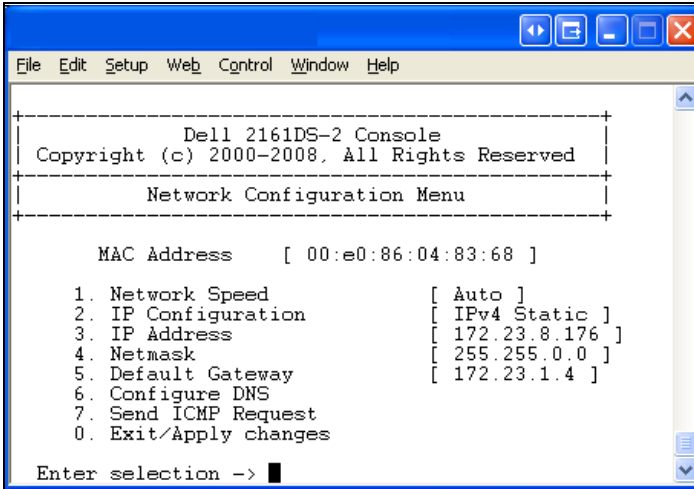 File Edit Setup Web Control Window Help
Dell 2161DS-2 Console
Copyright (c) 2000-2008, All Rights Reserved
Network Configuration Menu
MAC Address [ 00:e0:86:04:83:68 ]
1. Network Speed [ Auto ]
2. IP Configuration [ IPv4 Static ]
3. IP Address [ 172.23.8.176 ]
4. Netmask [ 255.255.0.0 ]
5. Default Gateway [ 172.23.1.4 ]
6. Configure DNS
7. Send ICMP Request
0. Exit/Apply changes
Enter selection ->